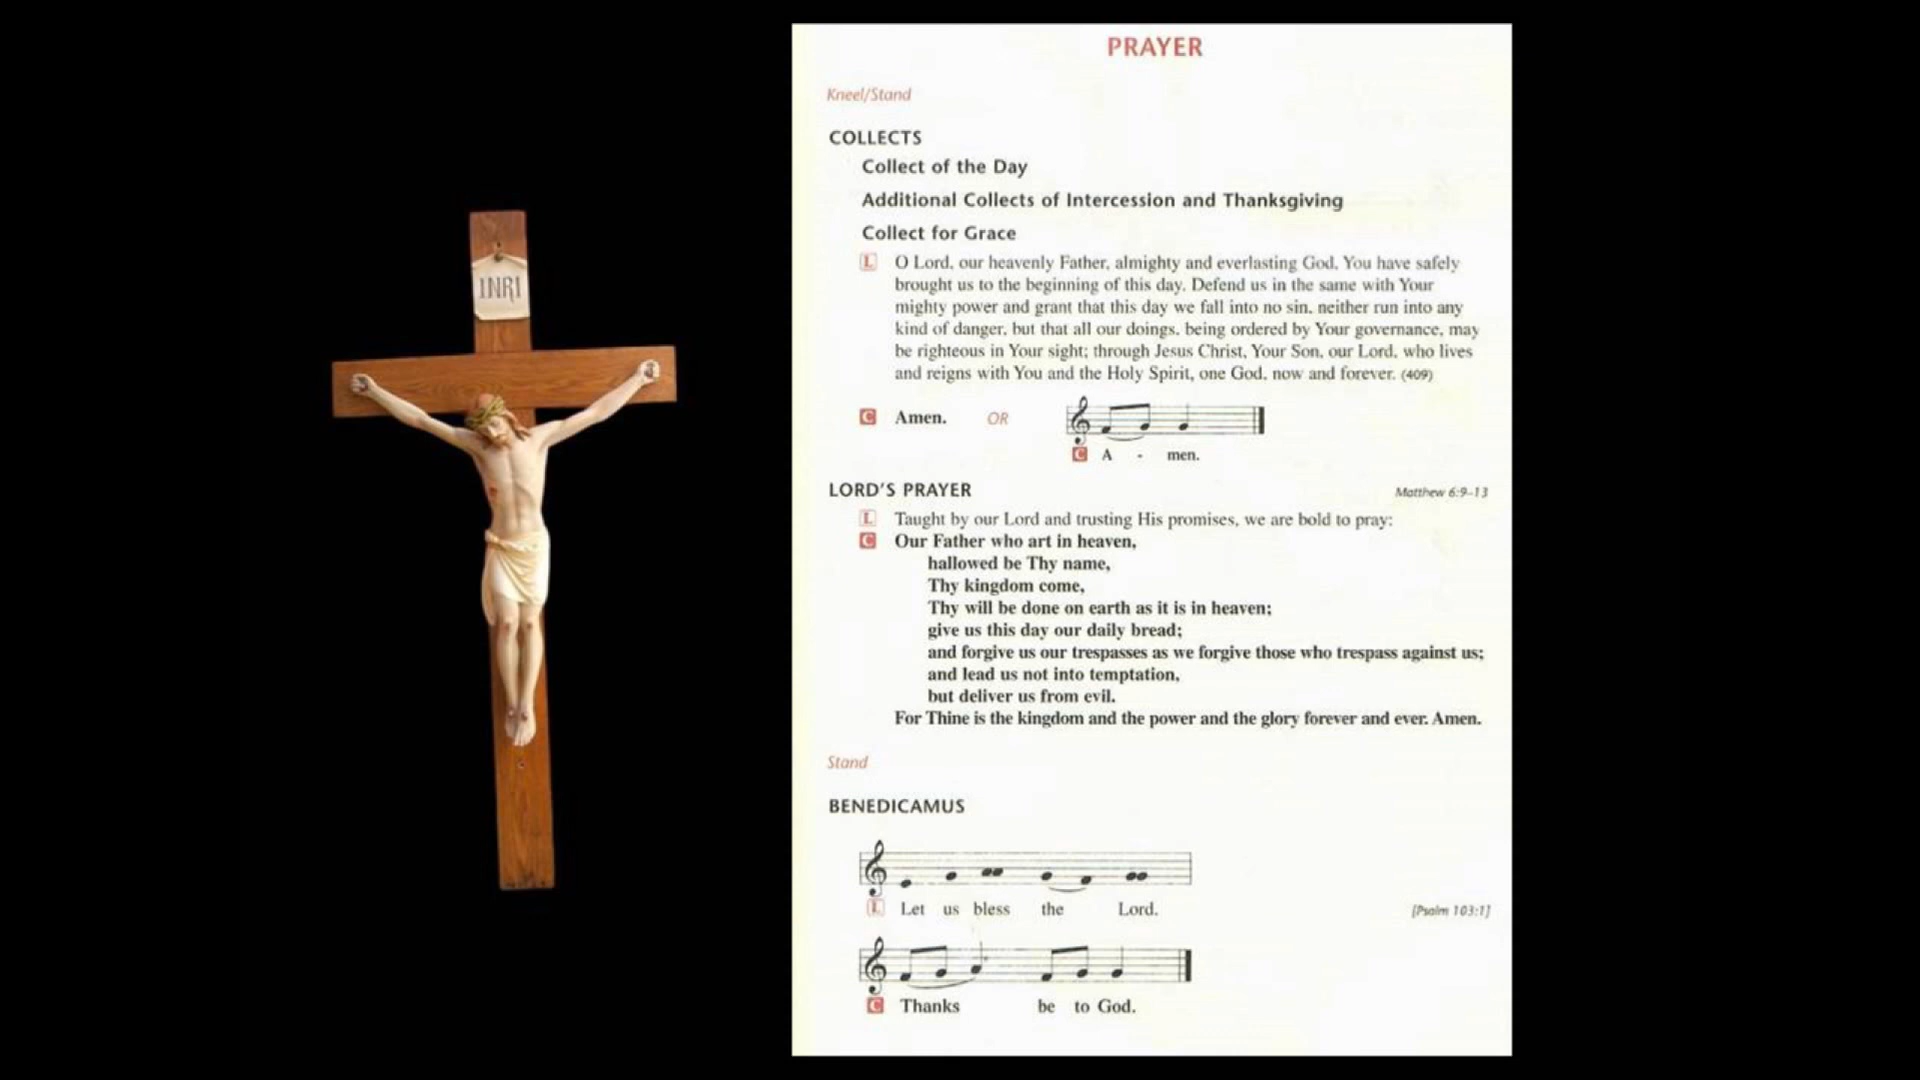 INRI
PRAYER
Kneel/Stand
COLLECTS
Collect of the Day
Additional Collects of Intercession and Thanksgiving
Collect for Grace
L O Lord, our heavenly Father, almighty and everlasting God, You have safely
brought us to the beginning of this day. Defend us in the same with Your
mighty power and grant that this day we fall into no sin, neither run into any
kind of danger, but that all our doings, being ordered by Your governance, may
be righteous in Your sight; through Jesus Christ, Your Son, our Lord, who lives
and reigns with You and the Holy Spirit, one God, now and forever. (409)
C Amen. OR
C A - men.
LORD'S PRAYER Matthew 6:9–13
L Taught by our Lord and trusting His promises, we are bold to pray:
C Our Father who art in heaven,
hallowed be Thy name,
Thy kingdom come,
Thy will be done on earth as it is in heaven;
give us this day our daily bread;
and forgive us our trespasses as we forgive those who trespass against us;
and lead us not into temptation,
but deliver us from evil.
For Thine is the kingdom and the power and the glory forever and ever. Amen.
Stand
BENEDICAMUS
L Let us bless the Lord. [Psalm 103:1]
C Thanks be to God.